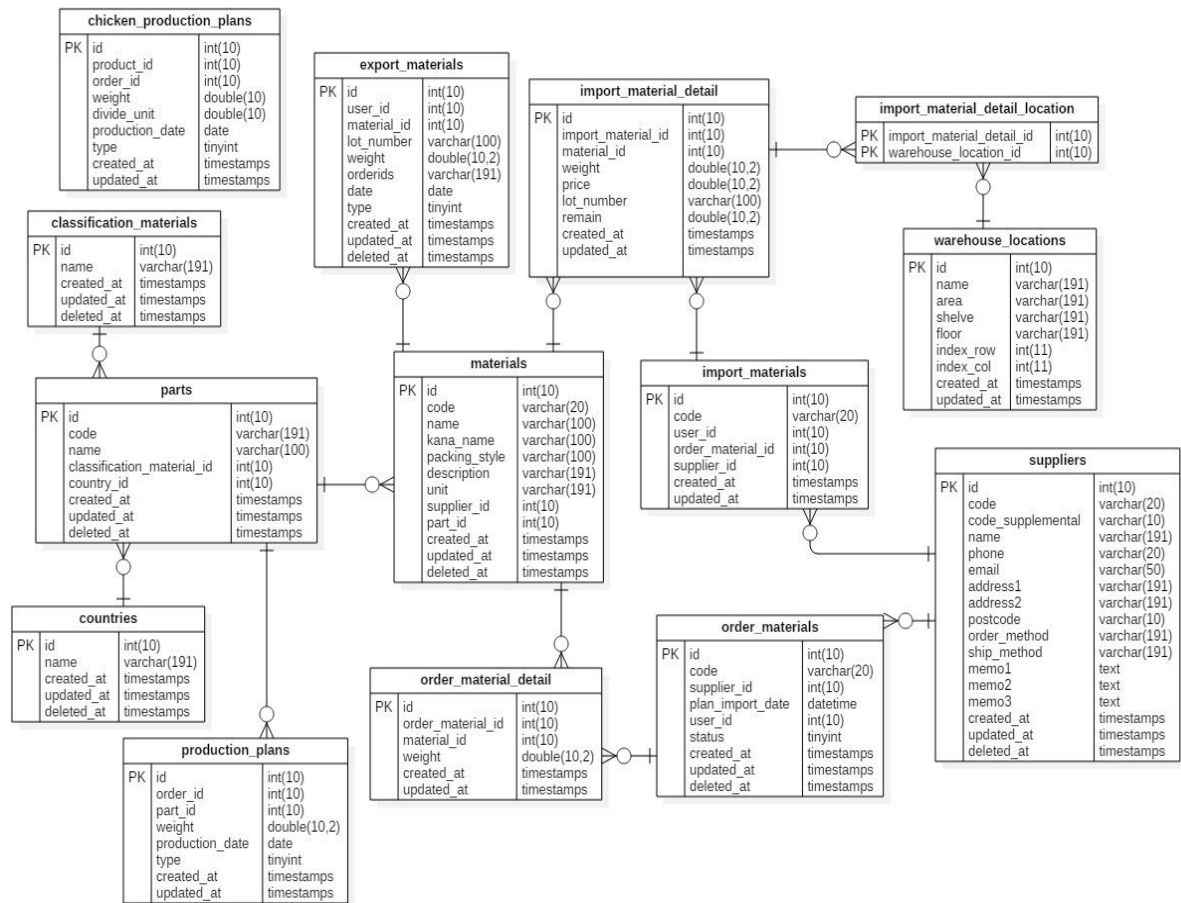 chicken_production_plans
PK id int(10)
product_id int(10)
order_id int(10)
weight double(10)
divide_unit double(10)
production_date date
type tinyint
created_at timestamps
updated_at timestamps
export_materials
PK id int(10)
user_id int(10)
material_id int(10)
lot_number varchar(100)
weight double(10,2)
orderids varchar(191)
date date
type tinyint
created_at timestamps
updated_at timestamps
deleted_at timestamps
import_material_detail
PK id int(10)
import_material_id int(10)
material_id int(10)
weight double(10,2)
price double(10,2)
lot_number varchar(100)
remain double(10,2)
created_at timestamps
updated_at timestamps
import_material_detail_location
PK import_material_detail_id int(10)
PK warehouse_location_id int(10)
classification_materials
PK id int(10)
name varchar(191)
created_at timestamps
updated_at timestamps
deleted_at timestamps
warehouse_locations
PK id int(10)
name varchar(191)
area varchar(191)
shelve varchar(191)
floor varchar(191)
index_row int(11)
index_col int(11)
created_at timestamps
updated_at timestamps
parts
PK id int(10)
code varchar(191)
name varchar(100)
classification_material_id int(10)
country_id int(10)
created_at timestamps
updated_at timestamps
deleted_at timestamps
materials
PK id int(10)
code varchar(20)
name varchar(100)
kana_name varchar(100)
packing_style varchar(100)
description varchar(191)
unit varchar(191)
supplier_id int(10)
part_id int(10)
created_at timestamps
updated_at timestamps
deleted_at timestamps
import_materials
PK id int(10)
code varchar(20)
user_id int(10)
order_material_id int(10)
supplier_id int(10)
created_at timestamps
updated_at timestamps
suppliers
PK id int(10)
code varchar(20)
code_supplemental varchar(10)
name varchar(191)
phone varchar(20)
email varchar(50)
address1 varchar(191)
address2 varchar(191)
postcode varchar(10)
order_method varchar(191)
ship_method varchar(191)
memo1 text
memo2 text
memo3 text
created_at timestamps
updated_at timestamps
deleted_at timestamps
countries
PK id int(10)
name varchar(191)
created_at timestamps
updated_at timestamps
deleted_at timestamps
order_materials
PK id int(10)
code varchar(20)
supplier_id int(10)
plan_import_date datetime
user_id int(10)
status tinyint
created_at timestamps
updated_at timestamps
deleted_at timestamps
order_material_detail
PK id int(10)
order_material_id int(10)
material_id int(10)
weight double(10,2)
created_at timestamps
updated_at timestamps
production_plans
PK id int(10)
order_id int(10)
part_id int(10)
weight double(10,2)
production_date date
type tinyint
created_at timestamps
updated_at timestamps